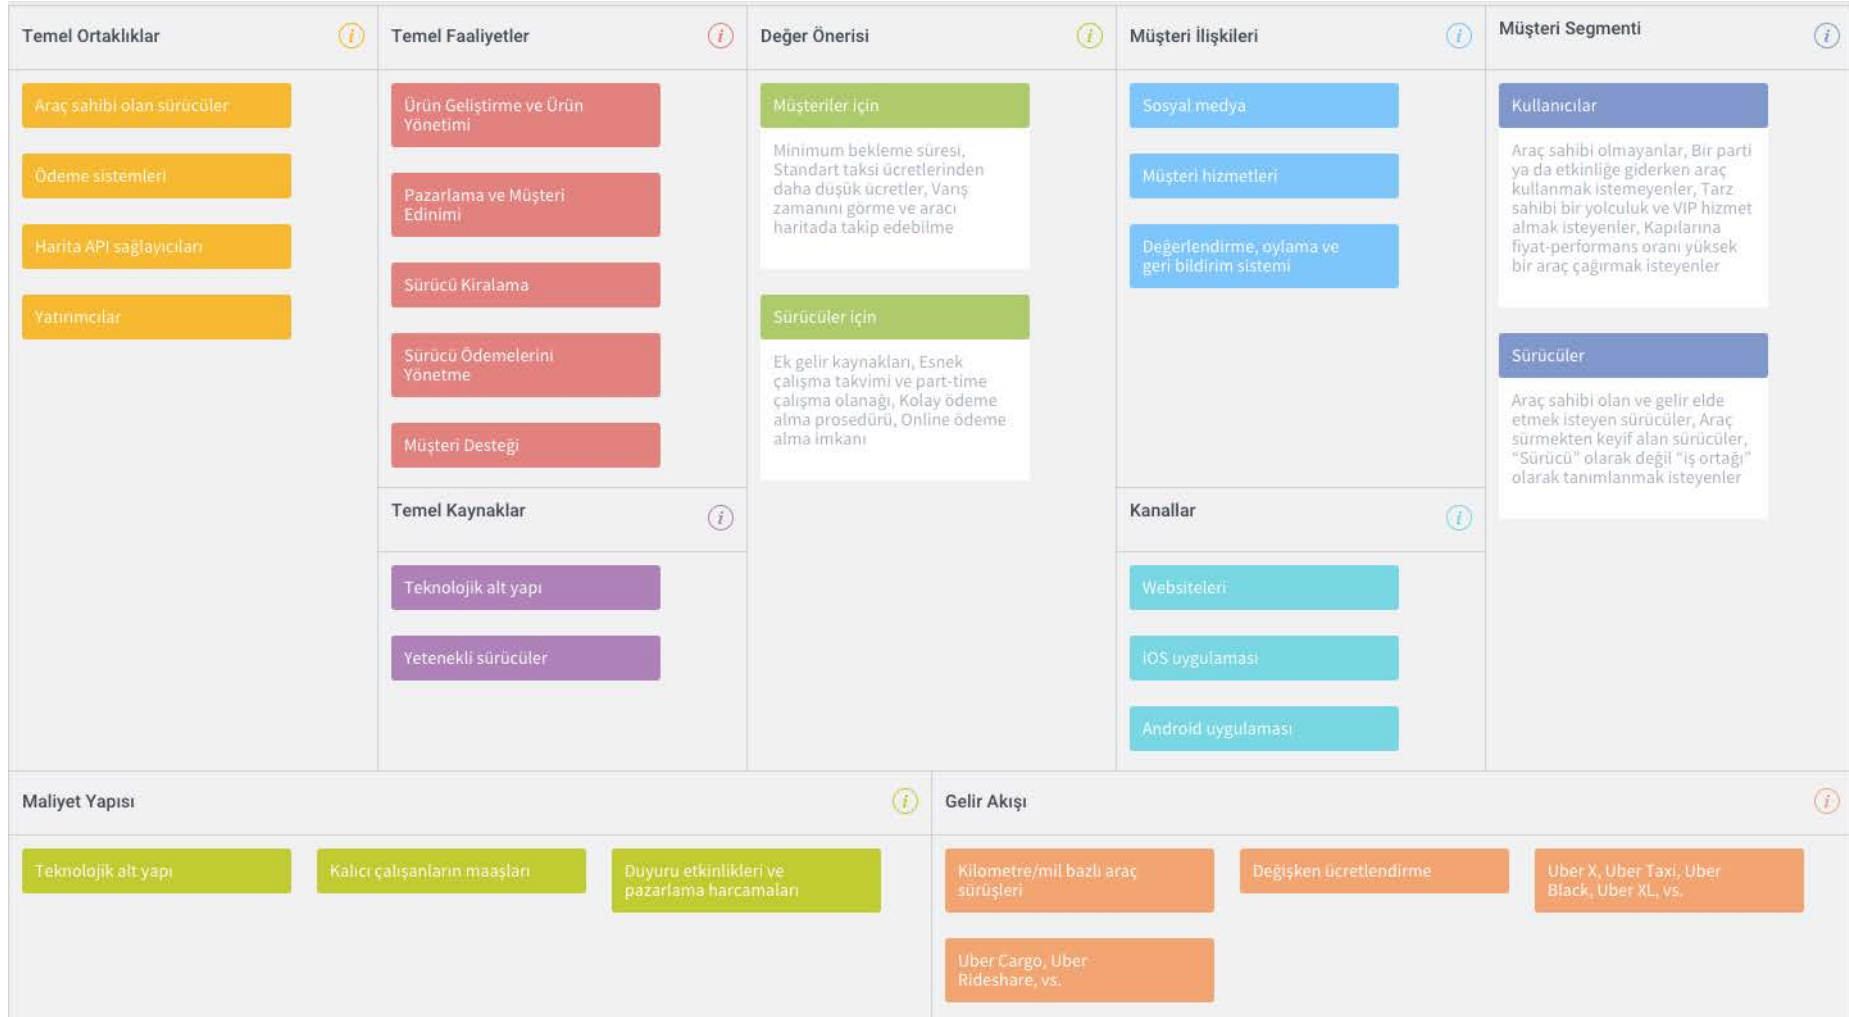 Temel Ortaklıklar
Araç sahibi olan sürücüler
Ödeme sistemleri
Harita API sağlayıcıları
Yatırımcılar
Temel Faaliyetler
Ürün Geliştirme ve Ürün
Yönetimi
Pazarlama ve Müşteri
Edinimi
Sürücü Kiralama
Sürücü Ödemelerini
Yönetme
Müşteri Desteği
Temel Kaynaklar
Teknolojik alt yapı
Yetenekli sürücüler
Değer Önerisi
Müşteriler için
Minimum bekleme süresi,
Standart taksi ücretlerinden
daha düşük ücretler, Varış
zamanını görme ve aracı
haritada takip edebilme
Sürücüler için
Ek gelir kaynakları, Esnek
çalışma takvimi ve part-time
çalışma olanağı, Kolay ödeme
alma prosedürü, Online ödeme
alma imkanı
Müşteri İlişkileri
Sosyal medya
Müşteri hizmetleri
Değerlendirme, oylama ve
geri bildirim sistemi
Kanallar
Websiteleri
iOS uygulaması
Android uygulaması
Müşteri Segmenti
Kullanıcılar
Araç sahibi olmayanlar, Bir parti
ya da etkinliğe giderken araç
kullanmak istemeyenler, Tarz
sahibi bir yolculuk ve VIP hizmet
almak isteyenler, Kapılarına
fiyat-performans oranı yüksek
bir araç çağırmak isteyenler
Sürücüler
Araç sahibi olan ve gelir elde
etmek isteyen sürücüler, Araç
sürmekten keyif alan sürücüler,
“Sürücü” olarak değil “iş ortağı”
olarak tanımlanmak isteyenler
Maliyet Yapısı
Teknolojik alt yapı
Kalıcı çalışanların maaşları
Duyuru etkinlikleri ve
pazarlama harcamaları
Gelir Akışı
Kilometre/mil bazlı araç
sürüşleri
Değişken ücretlendirme
Uber X, Uber Taxi, Uber
Black, Uber XL, vs.
Uber Cargo, Uber
Rideshare, vs.